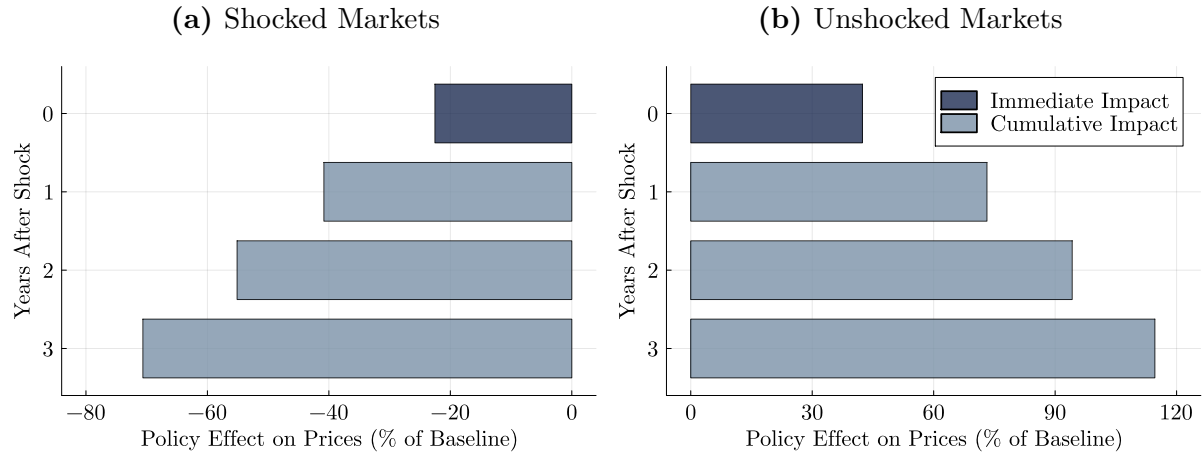 (a) Shocked Markets
Years After Shock
0
1
2
3
−80 −60 −40 −20 0
Policy Effect on Prices (% of Baseline)
(b) Unshocked Markets
Immediate Impact
Cumulative Impact
Years After Shock
0
1
2
3
0 30 60 90 120
Policy Effect on Prices (% of Baseline)